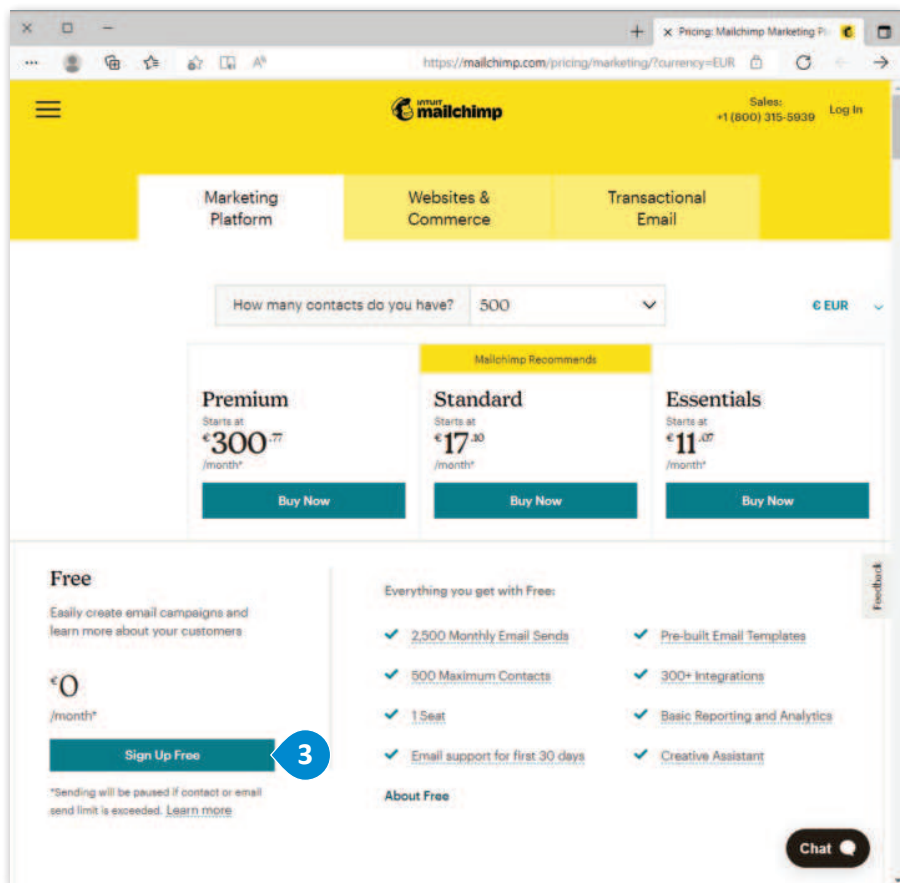 Pricing: Mailchimp Marketing Pl
https://mailchimp.com/pricing/marketing/?currency=EUR
INTUIT
mailchimp
Sales:
+1 (800) 315-5939
Log In
Marketing
Platform
Websites &
Commerce
Transactional
Email
How many contacts do you have?
500
€ EUR
Mailchimp Recommends
Premium
Starts at
€300.77
/month*
Buy Now
Standard
Starts at
€17.10
/month*
Buy Now
Essentials
Starts at
€11.07
/month*
Buy Now
Feedback
Free
Easily create email campaigns and
learn more about your customers
€0
/month*
Sign Up Free
3
*Sending will be paused if contact or email
send limit is exceeded. Learn more
Everything you get with Free:
2,500 Monthly Email Sends
500 Maximum Contacts
1 Seat
Email support for first 30 days
Pre-built Email Templates
300+ Integrations
Basic Reporting and Analytics
Creative Assistant
About Free
Chat